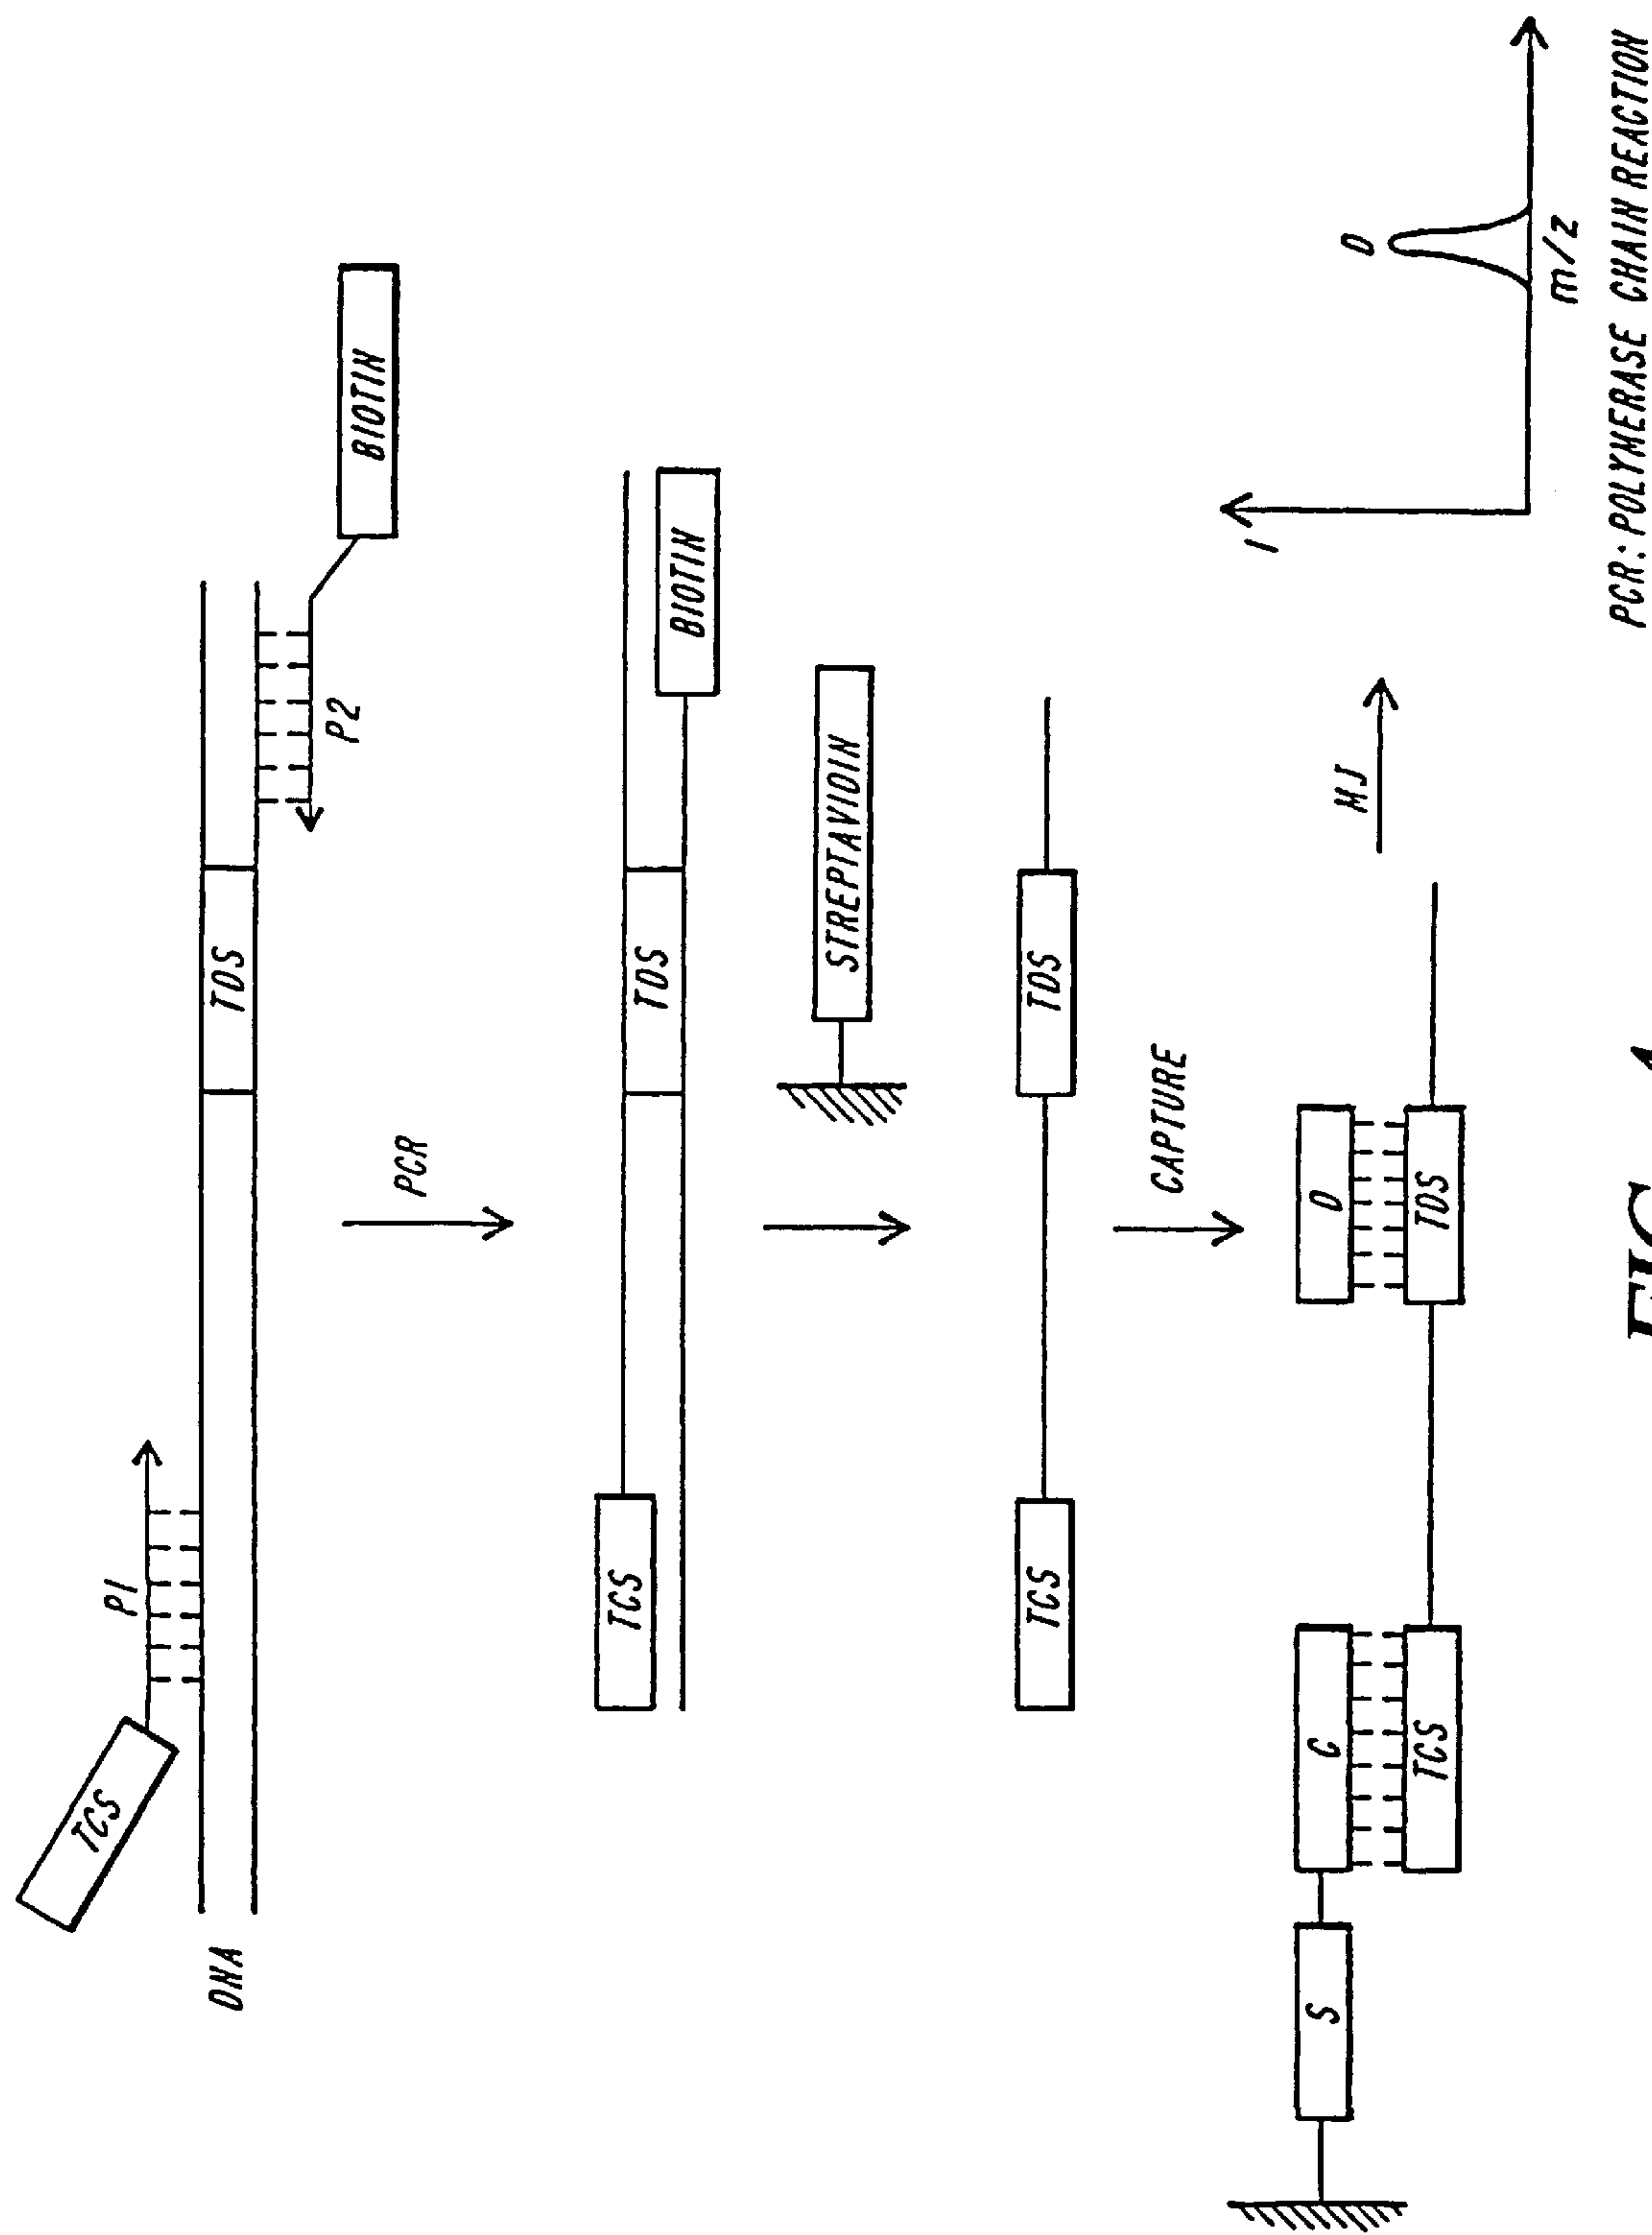 TCS
P1
DNA
TDS
P2
BIOTIN
PCR
TCS
TDS
BIOTIN
STREPTAVIDIN
TCS
TDS
CAPTURE
S
C
D
TCS
TDS
MJ
I
D
m/z
PCR: POLYMERASE CHAIN REACTION